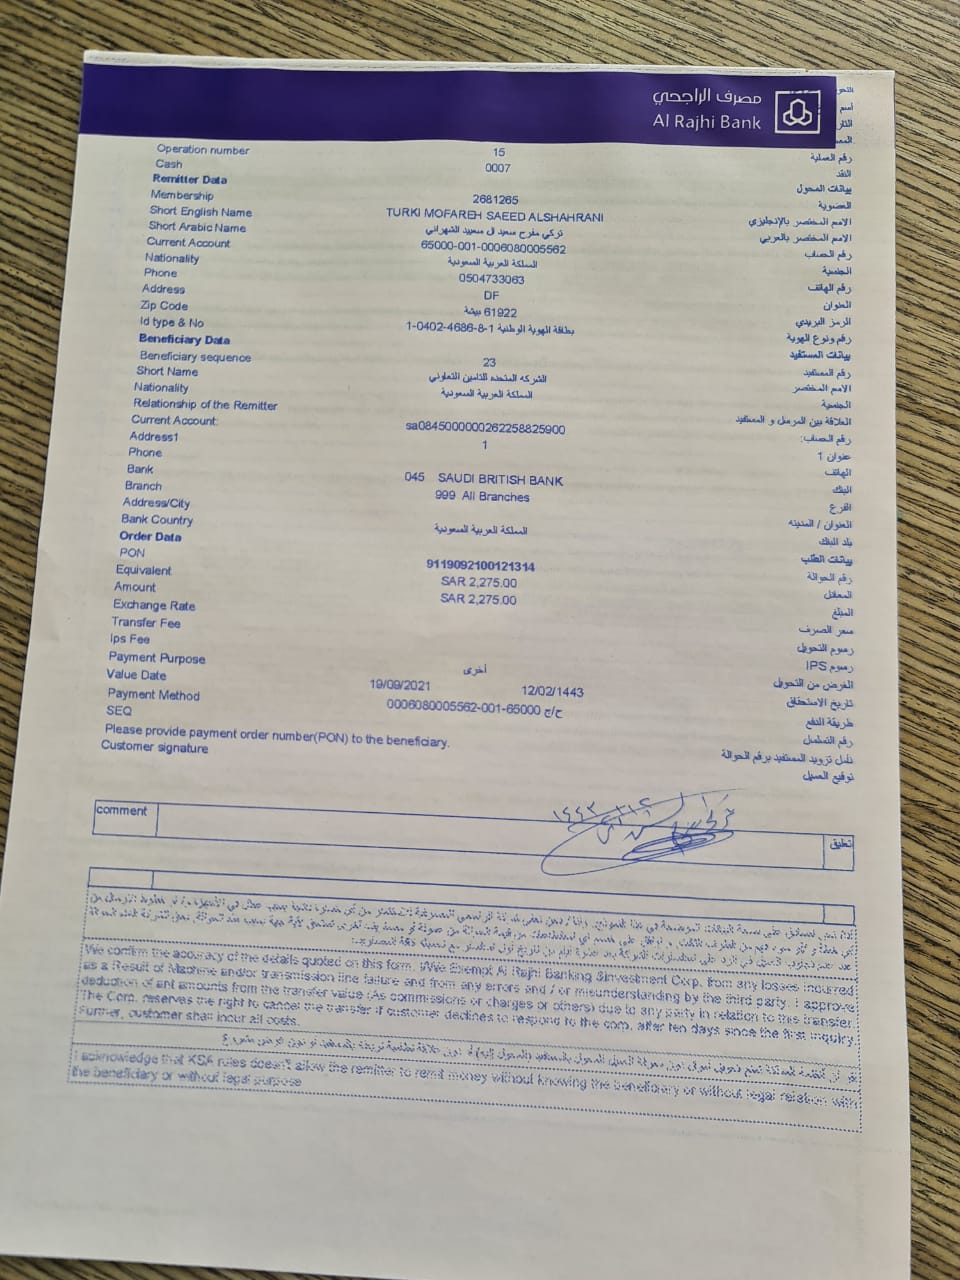 مصرف الراجحي
Al Rajhi Bank
Operation number 15 رقم العملية
Cash 0007 النقد
Remitter Data بيانات المحول
Membership 2681265 العضوية
Short English Name TURKI MOFAREH SAEED ALSHAHRANI الاسم المختصر بالإنجليزي
Short Arabic Name تركي مفرح سعيد ال سعييد الشهراني الاسم المختصر بالعربي
Current Account 65000-001-0006080005562 رقم الحساب
Nationality المملكة العربية السعودية الجنسية
Phone 0504733063 رقم الهاتف
Address DF العنوان
Zip Code 61922 بيشة الرمز البريدي
Id type & No بطاقة الهوية الوطنية 1-8-4686-0402-1 رقم ونوع الهوية
Beneficiary Data بيانات المستفيد
Beneficiary sequence 23 رقم المستفيد
Short Name الشركه المتحده للتامين التعاوني الاسم المختصر
Nationality المملكة العربية السعودية الجنسية
Relationship of the Remitter العلاقة بين المرسل و المستفيد
Current Account: sa0845000000262258825900 رقم الحساب:
Address1 1 عنوان 1
Phone الهاتف
Bank 045 SAUDI BRITISH BANK البنك
Branch 999 All Branches الفرع
Address/City العنوان / المدينه
Bank Country المملكة العربية السعودية بلد البنك
Order Data بيانات الطلب
PON 9119092100121314 رقم الحوالة
Equivalent SAR 2,275.00 المعادل
Amount SAR 2,275.00 المبلغ
Exchange Rate سعر الصرف
Transfer Fee رسوم التحويل
Ips Fee رسوم IPS
Payment Purpose أخرى الغرض من التحويل
Value Date 19/09/2021 12/02/1443 تاريخ الاستحقاق
Payment Method ح/ج 65000-001-0006080005562 طريقة الدفع
SEQ رقم التسلسل
Please provide payment order number(PON) to the beneficiary. نامل تزويد المستفيد برقم الحوالة
Customer signature توقيع العميل
comment تعليق
We confirm the accuracy of the details quoted on this form. I/We Exempt Al Rajhi Banking &Investment Corp. from any losses incurred
as a Result of Machine and/or transmission line failure and from any errors and / or misunderstanding by the third party. I approve
deduction of ant amounts from the transfer value (As commissions or charges or others) due to any party in relation to this transfer.
The Corp. reserves the right to cancel the transfer if customer declines to respond to the corp. after ten days since the first inquiry.
Further, customer shall incur all costs.
I acknowledge that KSA rules doesn't allow the remitter to remit money without knowing the beneficiary or without legal relation with
the beneficiary or without legal purpose